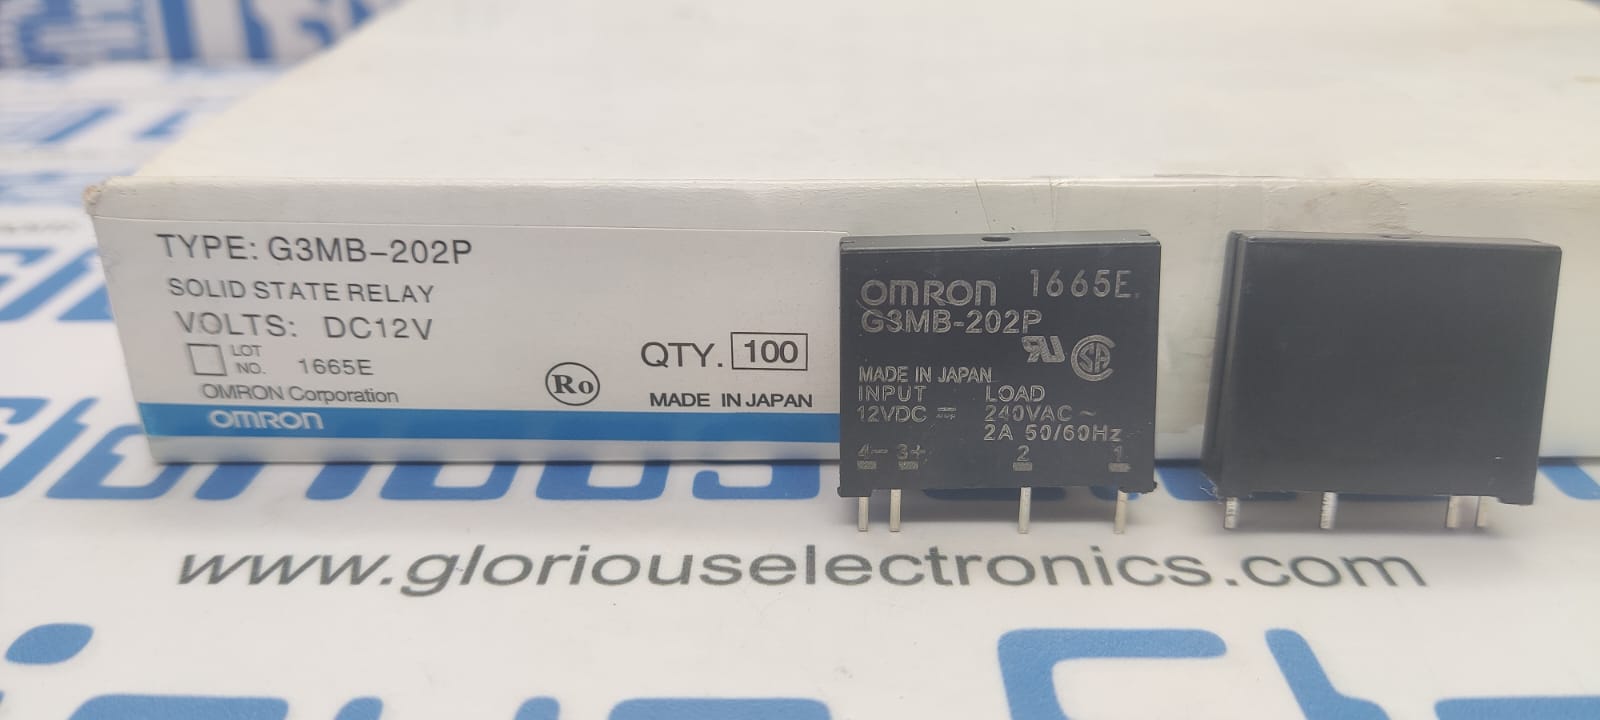 TYPE: G3MB-202P
SOLID STATE RELAY
VOLTS: DC12V
LOT NO. 1665E
OMRON Corporation
OMRON
Ro
QTY. 100
MADE IN JAPAN
OMRON 1665E
G3MB-202P
MADE IN JAPAN
INPUT LOAD
12VDC 240VAC ~
2A 50/60Hz
4- 3+ 2 1
www.gloriouselectronics.com